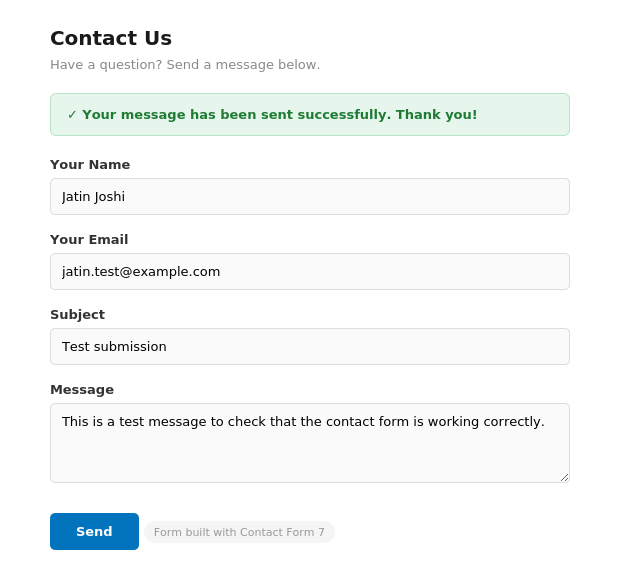 Contact Us
Have a question? Send a message below.
✓ Your message has been sent successfully. Thank you!
Your Name
Jatin Joshi
Your Email
jatin.test@example.com
Subject
Test submission
Message
This is a test message to check that the contact form is working correctly.
Send
Form built with Contact Form 7